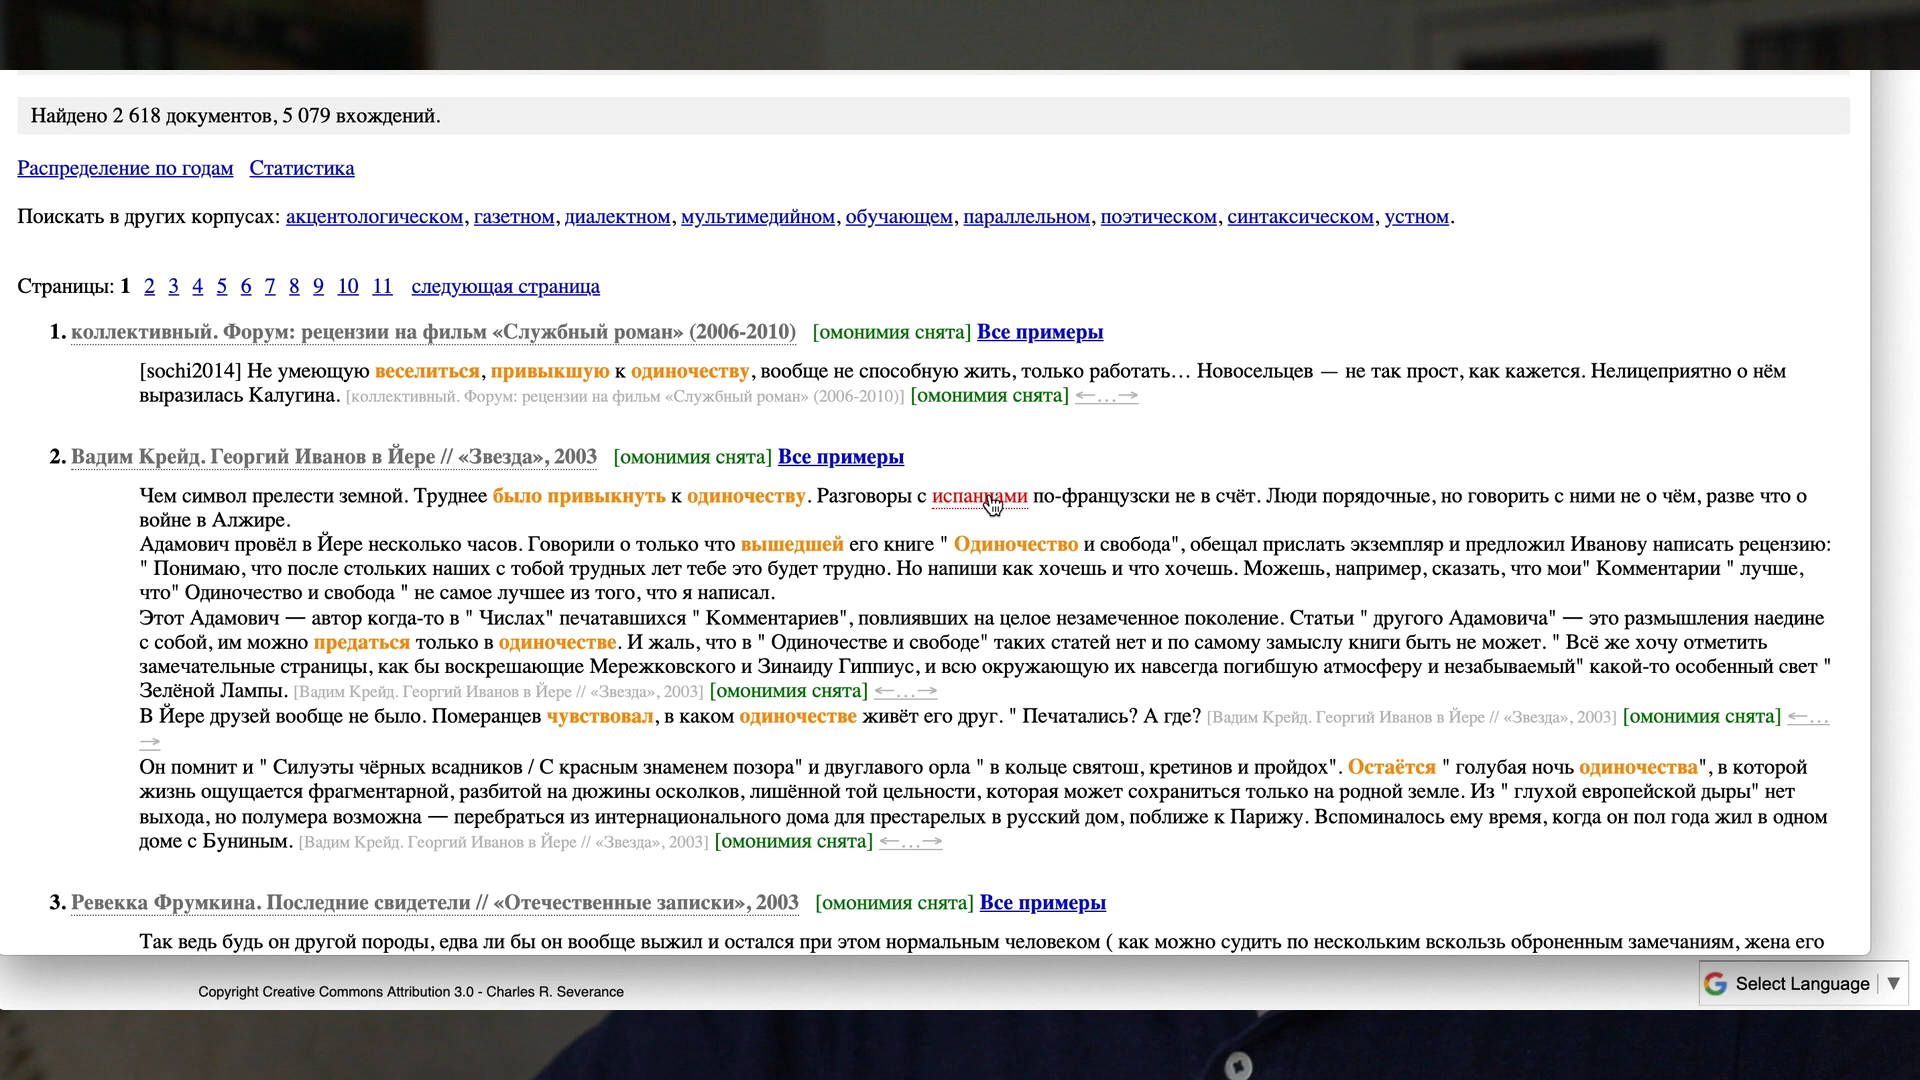 Найдено 2 618 документов, 5 079 вхождений.
Распределение по годам Статистика
Поискать в других корпусах: акцентологическом, газетном, диалектном, мультимедийном, обучающем, параллельном, поэтическом, синтаксическом, устном.
Страницы: 1 2 3 4 5 6 7 8 9 10 11 следующая страница
1. коллективный. Форум: рецензии на фильм «Службный роман» (2006-2010) [омонимия снята] Все примеры
[sochi2014] Не умеющую веселиться, привыкшую к одиночеству, вообще не способную жить, только работать… Новосельцев — не так прост, как кажется. Нелицеприятно о нём
выразилась Калугина. [коллективный. Форум: рецензии на фильм «Службный роман» (2006-2010)] [омонимия снята] ←…→
2. Вадим Крейд. Георгий Иванов в Йере // «Звезда», 2003 [омонимия снята] Все примеры
Чем символ прелести земной. Труднее было привыкнуть к одиночеству. Разговоры с испанцами по-французски не в счёт. Люди порядочные, но говорить с ними не о чём, разве что о
войне в Алжире.
Адамович провёл в Йере несколько часов. Говорили о только что вышедшей его книге " Одиночество и свобода", обещал прислать экземпляр и предложил Иванову написать рецензию:
" Понимаю, что после стольких наших с тобой трудных лет тебе это будет трудно. Но напиши как хочешь и что хочешь. Можешь, например, сказать, что мои" Комментарии " лучше,
что" Одиночество и свобода " не самое лучшее из того, что я написал.
Этот Адамович — автор когда-то в " Числах" печатавшихся " Комментариев", повлиявших на целое незамеченное поколение. Статьи " другого Адамовича" — это размышления наедине
с собой, им можно предаться только в одиночестве. И жаль, что в " Одиночестве и свободе" таких статей нет и по самому замыслу книги быть не может. " Всё же хочу отметить
замечательные страницы, как бы воскрешающие Мережковского и Зинаиду Гиппиус, и всю окружающую их навсегда погибшую атмосферу и незабываемый" какой-то особенный свет "
Зелёной Лампы. [Вадим Крейд. Георгий Иванов в Йере // «Звезда», 2003] [омонимия снята] ←…→
В Йере друзей вообще не было. Померанцев чувствовал, в каком одиночестве живёт его друг. " Печатались? А где? [Вадим Крейд. Георгий Иванов в Йере // «Звезда», 2003] [омонимия снята] ←…
→
Он помнит и " Силуэты чёрных всадников / С красным знаменем позора" и двуглавого орла " в кольце святош, кретинов и пройдох". Остаётся " голубая ночь одиночества", в которой
жизнь ощущается фрагментарной, разбитой на дюжины осколков, лишённой той цельности, которая может сохраниться только на родной земле. Из " глухой европейской дыры" нет
выхода, но полумера возможна — перебраться из интернационального дома для престарелых в русский дом, поближе к Парижу. Вспоминалось ему время, когда он пол года жил в одном
доме с Буниным. [Вадим Крейд. Георгий Иванов в Йере // «Звезда», 2003] [омонимия снята] ←…→
3. Ревекка Фрумкина. Последние свидетели // «Отечественные записки», 2003 [омонимия снята] Все примеры
Так ведь будь он другой породы, едва ли бы он вообще выжил и остался при этом нормальным человеком ( как можно судить по нескольким вскользь оброненным замечаниям, жена его
Copyright Creative Commons Attribution 3.0 - Charles R. Severance
Select Language ▼